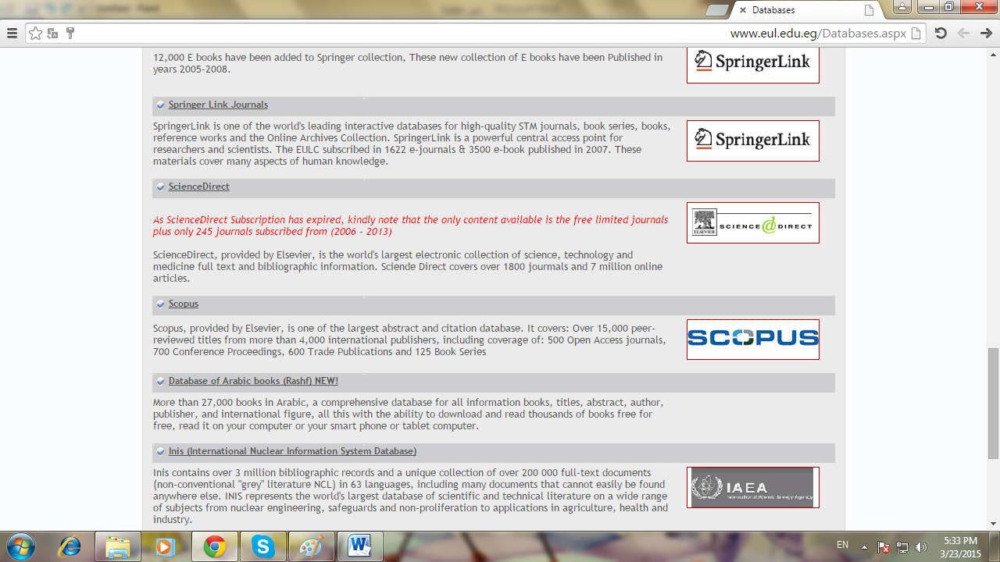 Databases
www.eul.edu.eg/Databases.aspx
12,000 E books have been added to Springer collection, These new collection of E books have been Published in
years 2005-2008.
SpringerLink
Springer Link Journals
SpringerLink is one of the world's leading interactive databases for high-quality STM journals, book series, books,
reference works and the Online Archives Collection. SpringerLink is a powerful central access point for
researchers and scientists. The EULC subscribed in 1622 e-journals & 3500 e-book published in 2007. These
materials cover many aspects of human knowledge.
SpringerLink
ScienceDirect
As ScienceDirect Subscription has expired, kindly note that the only content available is the free limited journals
plus only 245 journals subscribed from (2006 - 2013)
ELSEVIER SCIENCE @ DIRECT
ScienceDirect, provided by Elsevier, is the world's largest electronic collection of science, technology and
medicine full text and bibliographic information. Sciende Direct covers over 1800 journals and 7 million online
articles.
Scopus
Scopus, provided by Elsevier, is one of the largest abstract and citation database. It covers: Over 15,000 peer-
reviewed titles from more than 4,000 international publishers, including coverage of: 500 Open Access journals,
700 Conference Proceedings, 600 Trade Publications and 125 Book Series
SCOPUS
Database of Arabic books (Rashf) NEW!
More than 27,000 books in Arabic, a comprehensive database for all information books, titles, abstract, author,
publisher, and international figure, all this with the ability to download and read thousands of books free for
free, read it on your computer or your smart phone or tablet computer.
Inis (International Nuclear Information System Database)
Inis contains over 3 million bibliographic records and a unique collection of over 200 000 full-text documents
(non-conventional "grey" literature NCL) in 63 languages, including many documents that cannot easily be found
anywhere else. INIS represents the world's largest database of scientific and technical literature on a wide range
of subjects from nuclear engineering, safeguards and non-proliferation to applications in agriculture, health and
industry.
IAEA
International Atomic Energy Agency
EN
5:33 PM
3/23/2015